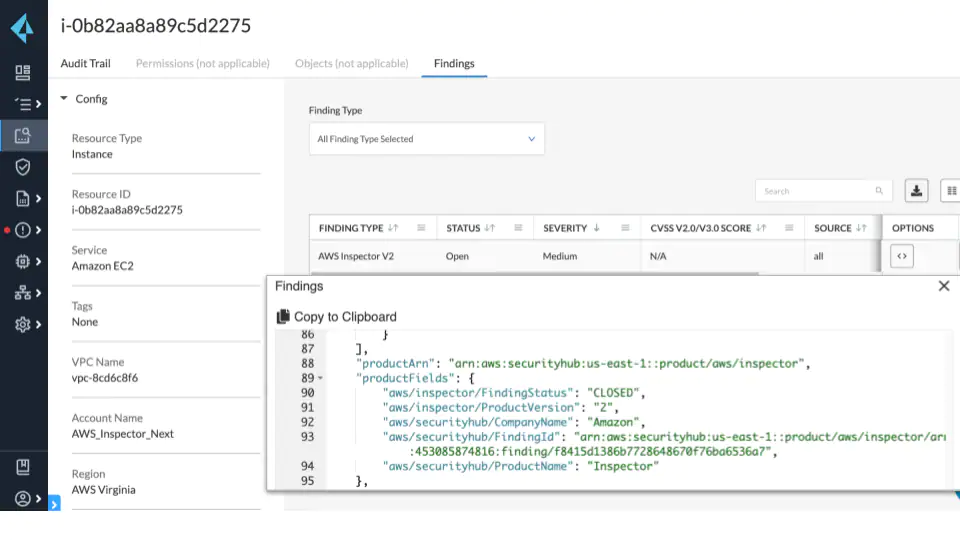 i-0b82aa8a89c5d2275
Audit Trail Permissions (not applicable) Objects (not applicable) Findings
Config
Resource Type
Instance
Resource ID
i-0b82aa8a89c5d2275
Service
Amazon EC2
Tags
None
VPC Name
vpc-8cd6c8f6
Account Name
AWS_Inspector_Next
Region
AWS Virginia
Finding Type
All Finding Type Selected
Search
FINDING TYPE STATUS SEVERITY CVSS V2.0/V3.0 SCORE SOURCE OPTIONS
AWS Inspector V2 Open Medium N/A all <>
Findings
Copy to Clipboard
86 }
87 ],
88 "productArn": "arn:aws:securityhub:us-east-1::product/aws/inspector",
89 "productFields": {
90 "aws/inspector/FindingStatus": "CLOSED",
91 "aws/inspector/ProductVersion": "2",
92 "aws/securityhub/CompanyName": "Amazon",
93 "aws/securityhub/FindingId": "arn:aws:securityhub:us-east-1::product/aws/inspector/arn
:453085874816:finding/f8415d1386b7728648670f76ba6536a7",
94 "aws/securityhub/ProductName": "Inspector"
95 },